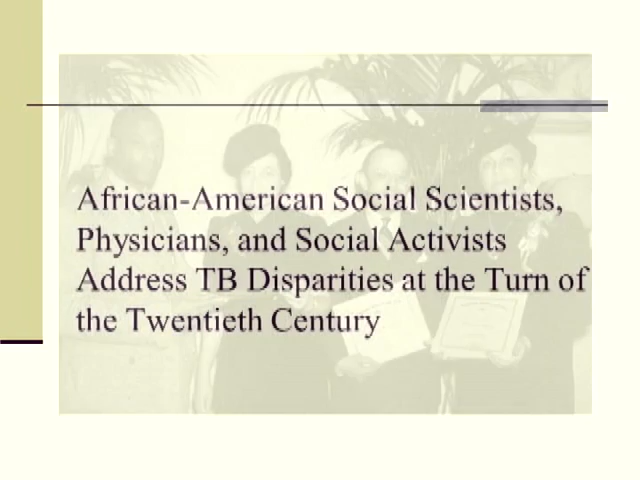 African-American Social Scientists,
Physicians, and Social Activists
Address TB Disparities at the Turn of
the Twentieth Century